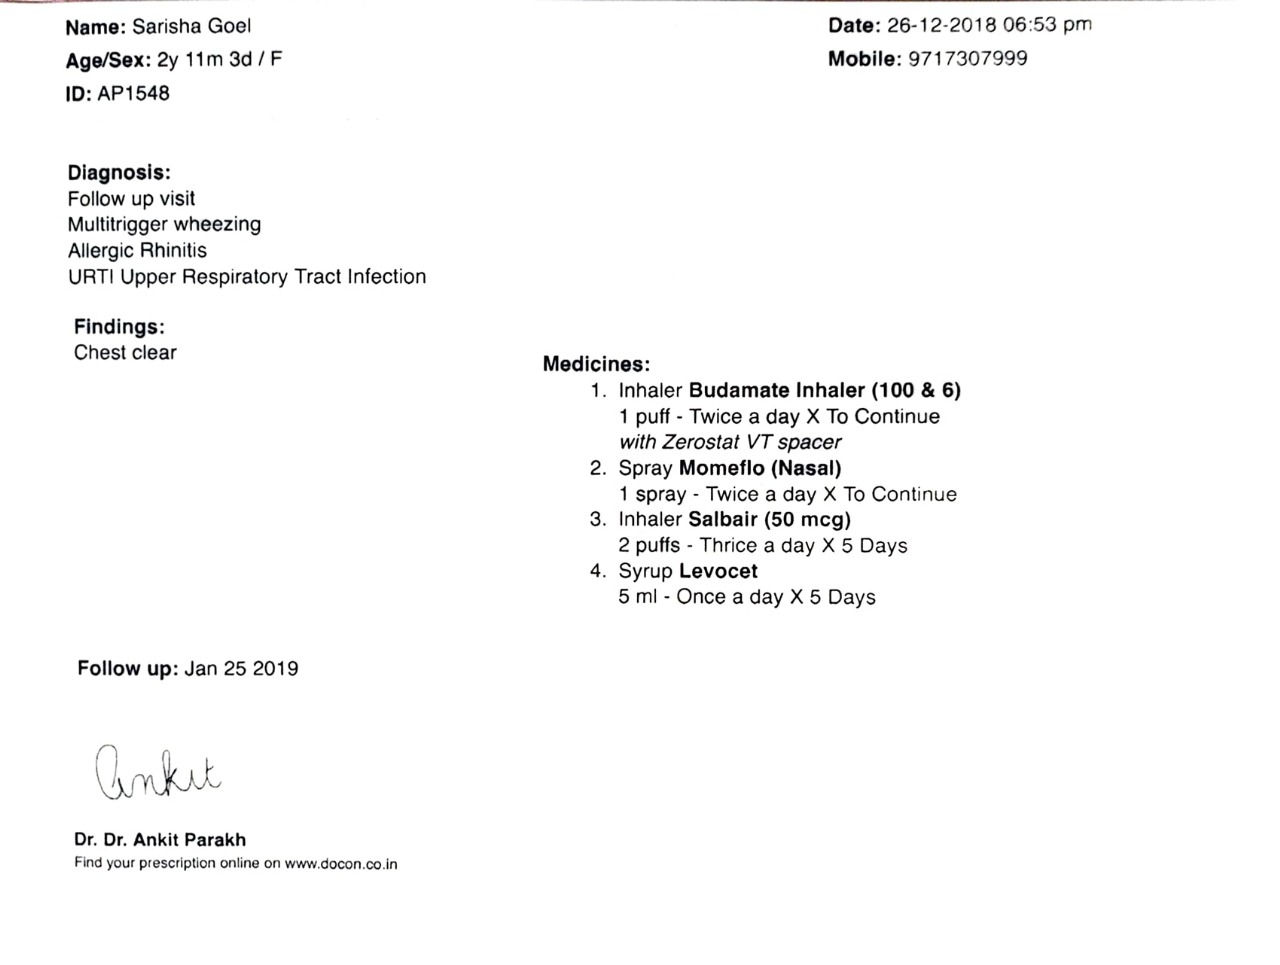 Name: Sarisha Goel
Date: 26-12-2018 06:53 pm
Age/Sex: 2y 11m 3d / F
Mobile: 9717307999
ID: AP1548
Diagnosis:
Follow up visit
Multitrigger wheezing
Allergic Rhinitis
URTI Upper Respiratory Tract Infection
Findings:
Chest clear
Medicines:
1. Inhaler Budamate Inhaler (100 & 6)
1 puff - Twice a day X To Continue
with Zerostat VT spacer
2. Spray Momeflo (Nasal)
1 spray - Twice a day X To Continue
3. Inhaler Salbair (50 mcg)
2 puffs - Thrice a day X 5 Days
4. Syrup Levocet
5 ml - Once a day X 5 Days
Follow up: Jan 25 2019
Ankit
Dr. Dr. Ankit Parakh
Find your prescription online on www.docon.co.in